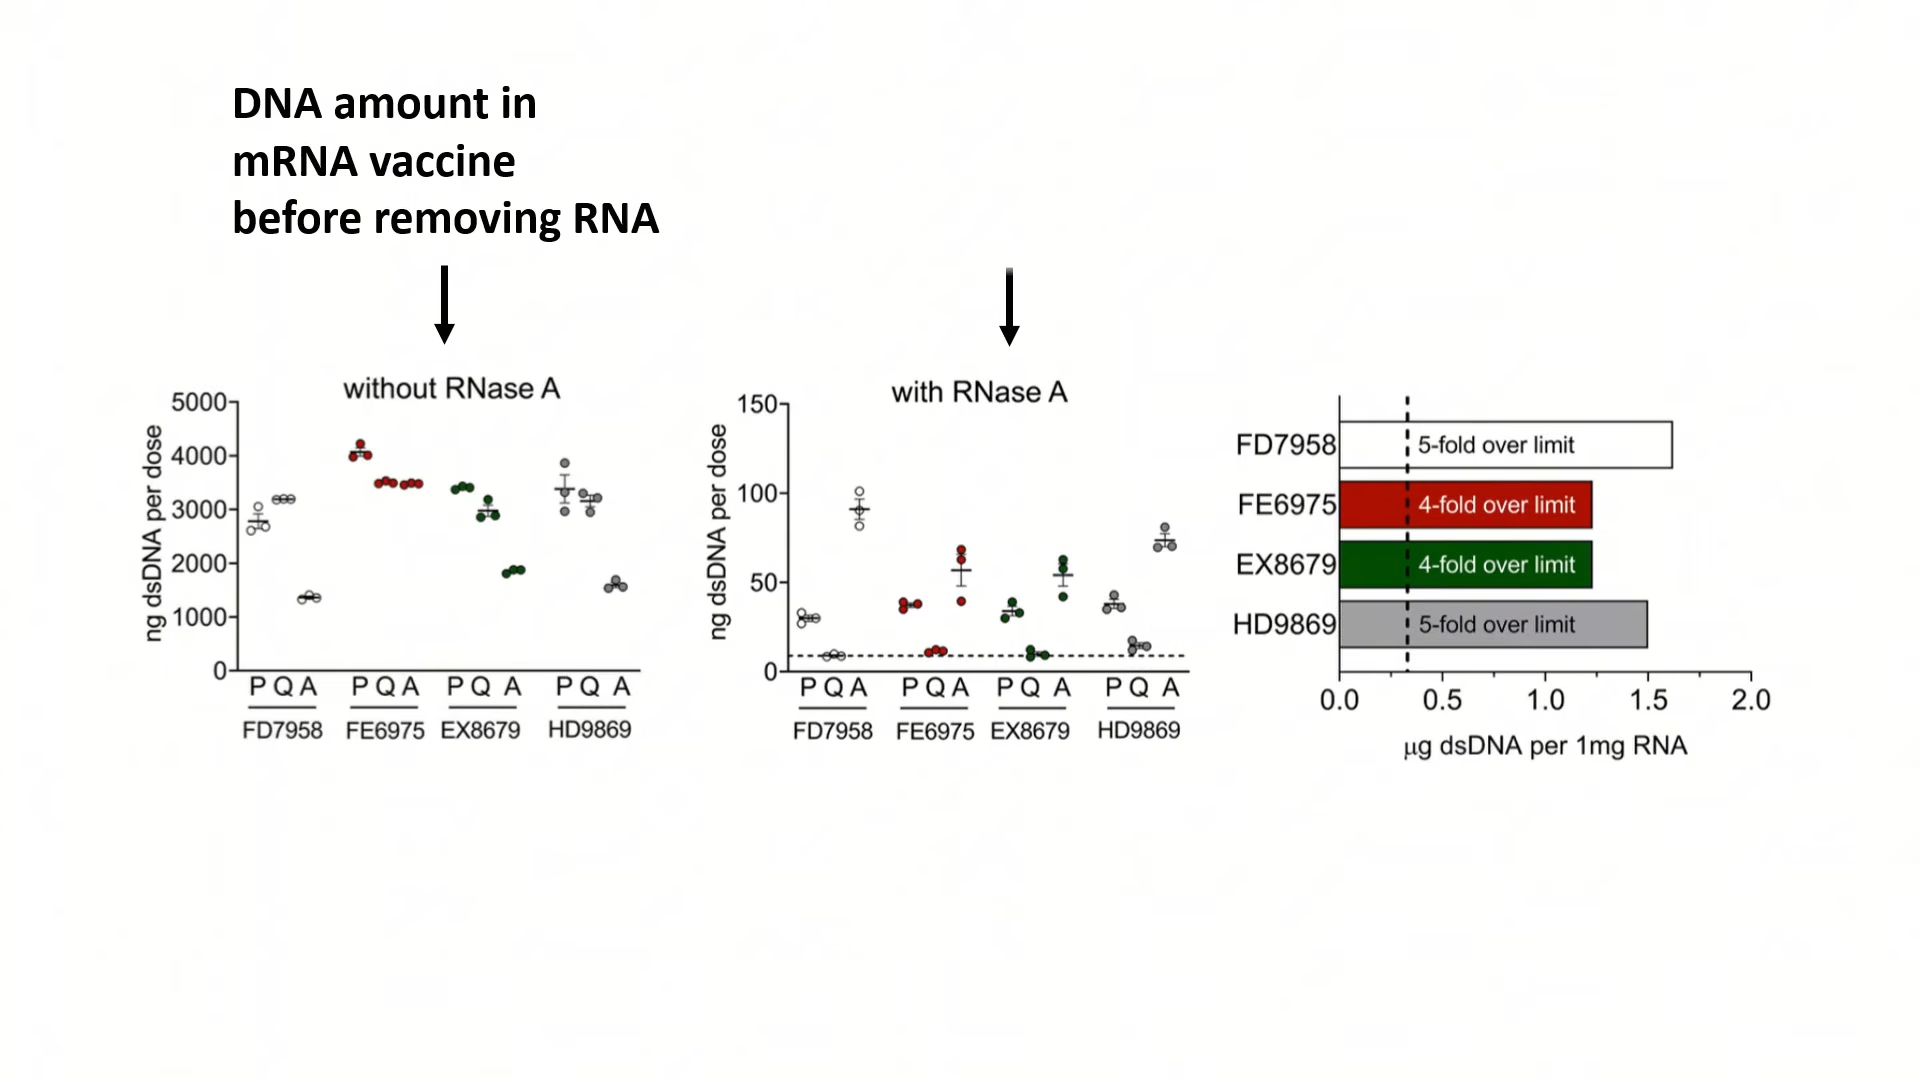 DNA amount in
mRNA vaccine
before removing RNA
without RNase A
ng dsDNA per dose
5000
4000
3000
2000
1000
0
P Q A P Q A P Q A P Q A
FD7958 FE6975 EX8679 HD9869
with RNase A
ng dsDNA per dose
150
100
50
0
P Q A P Q A P Q A P Q A
FD7958 FE6975 EX8679 HD9869
FD7958 5-fold over limit
FE6975 4-fold over limit
EX8679 4-fold over limit
HD9869 5-fold over limit
0.0 0.5 1.0 1.5 2.0
μg dsDNA per 1mg RNA